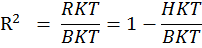 R² = RKT/BKT = 1 − HKT/BKT